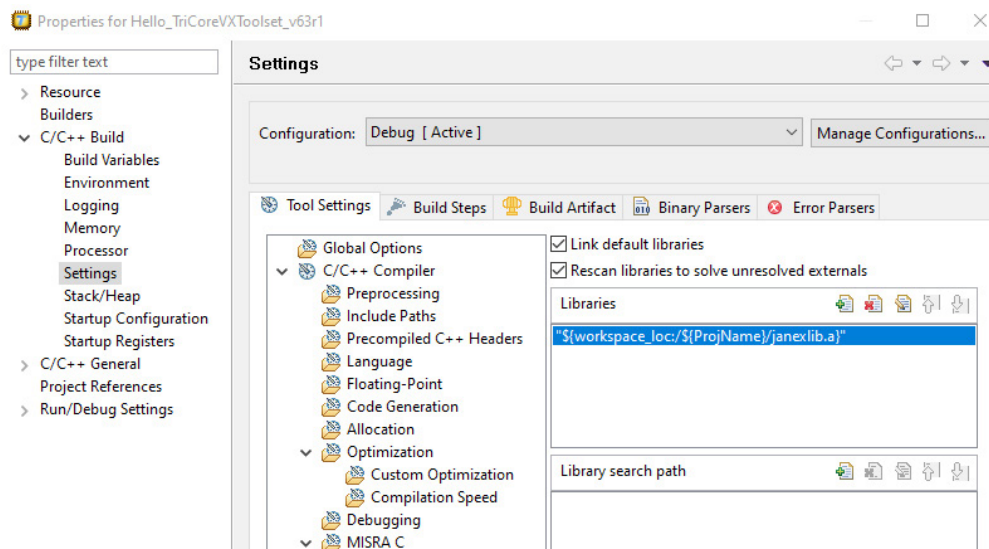 Properties for Hello_TriCoreVXToolset_v63r1
type filter text
Resource
Builders
C/C++ Build
Build Variables
Environment
Logging
Memory
Processor
Settings
Stack/Heap
Startup Configuration
Startup Registers
C/C++ General
Project References
Run/Debug Settings
Settings
Configuration:
Debug [ Active ]
Manage Configurations...
Tool Settings
Build Steps
Build Artifact
Binary Parsers
Error Parsers
Global Options
C/C++ Compiler
Preprocessing
Include Paths
Precompiled C++ Headers
Language
Floating-Point
Code Generation
Allocation
Optimization
Custom Optimization
Compilation Speed
Debugging
MISRA C
Link default libraries
Rescan libraries to solve unresolved externals
Libraries
"${workspace_loc:/${ProjName}/janexlib.a}"
Library search path